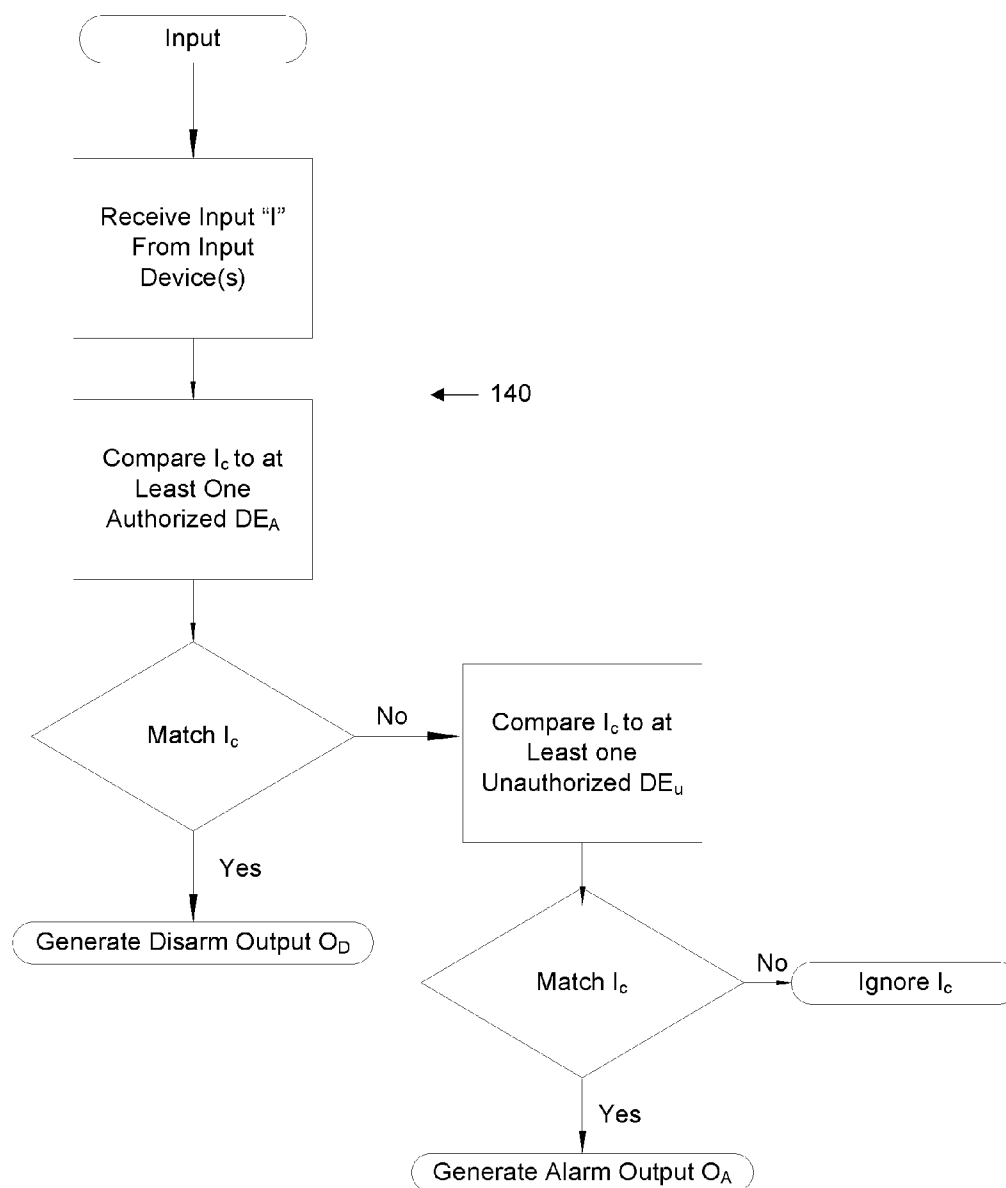 Input
Receive Input “I”
From Input
Device(s)
140
Compare Ic to at
Least One
Authorized DEA
Match Ic
No
Compare Ic to at
Least one
Unauthorized DEu
Yes
Generate Disarm Output OD
Match Ic
No
Ignore Ic
Yes
Generate Alarm Output OA